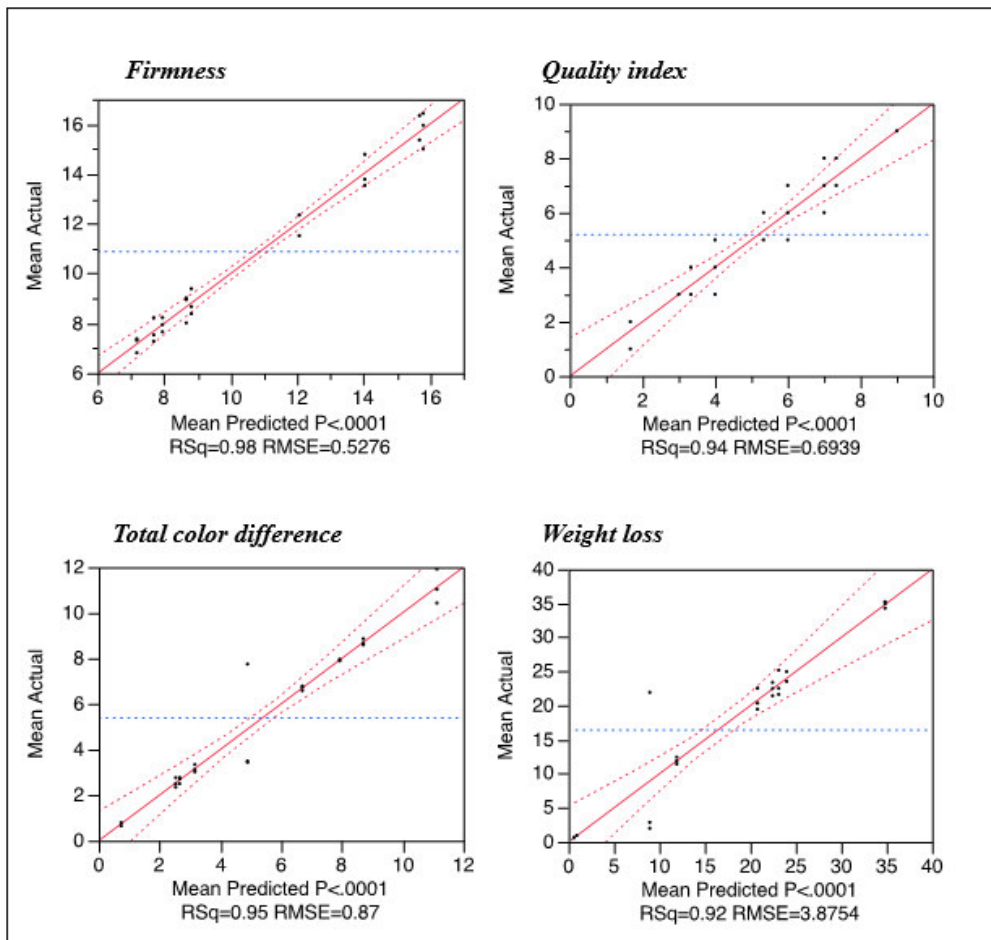 Firmness
16
14
12
10
8
6
Mean Actual
6 8 10 12 14 16
Mean Predicted P<.0001
RSq=0.98 RMSE=0.5276
Quality index
10
8
6
4
2
0
Mean Actual
0 2 4 6 8 10
Mean Predicted P<.0001
RSq=0.94 RMSE=0.6939
Total color difference
12
10
8
6
4
2
0
Mean Actual
0 2 4 6 8 10 12
Mean Predicted P<.0001
RSq=0.95 RMSE=0.87
Weight loss
40
35
30
25
20
15
10
5
0
Mean Actual
0 5 10 15 20 25 30 35 40
Mean Predicted P<.0001
RSq=0.92 RMSE=3.8754